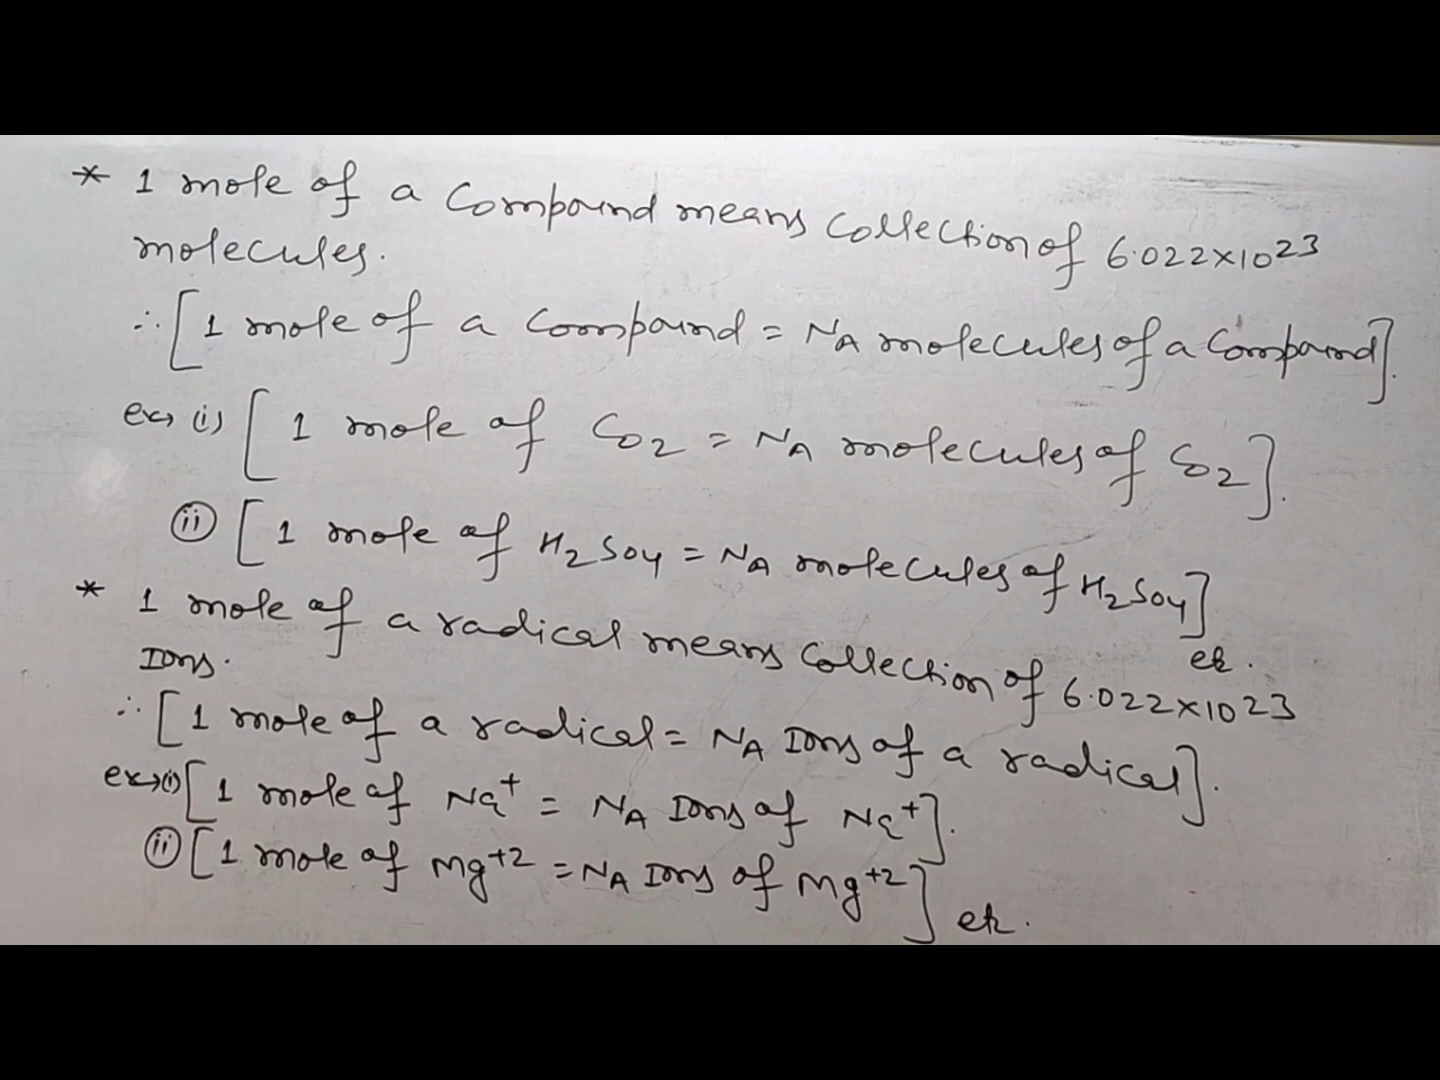 * 1 mole of a Compound means Collection of 6.022×10²³
molecules.
∴ [1 mole of a Compound = NA molecules of a Compound].
ex→ (i) [1 mole of CO₂ = NA molecules of CO₂].
(ii) [1 mole of H₂SO₄ = NA molecules of H₂SO₄]
etc.
* 1 mole of a radical means Collection of 6.022×10²³
Ions.
∴ [1 mole of a radical = NA Ions of a radical].
ex→(i) [1 mole of Na⁺ = NA Ions of Na⁺].
(ii) [1 mole of Mg⁺² = NA Ions of Mg⁺²] etc.